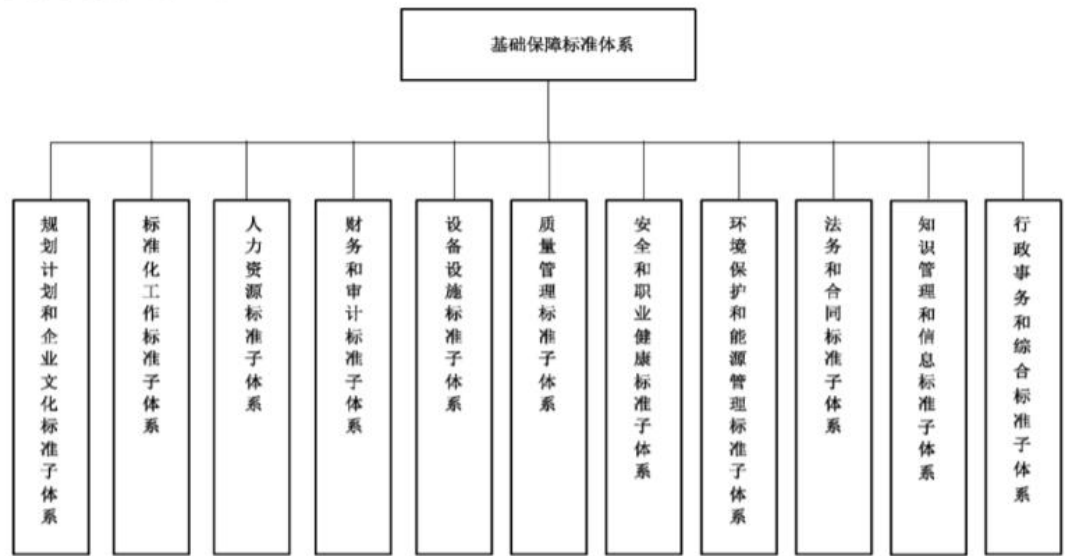 基础保障标准体系
规划计划和企业文化标准子体系
标准化工作标准子体系
人力资源标准子体系
财务和审计标准子体系
设备设施标准子体系
质量管理标准子体系
安全和职业健康标准子体系
环境保护和能源管理标准子体系
法务和合同标准子体系
知识管理和信息标准子体系
行政事务和综合标准子体系